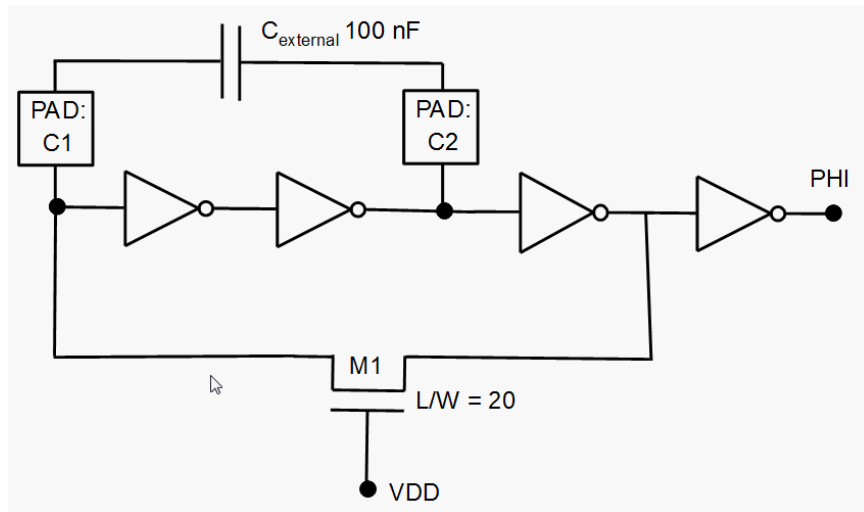 C_external 100 nF
PAD:
C1
PAD:
C2
PHI
M1
L/W = 20
VDD